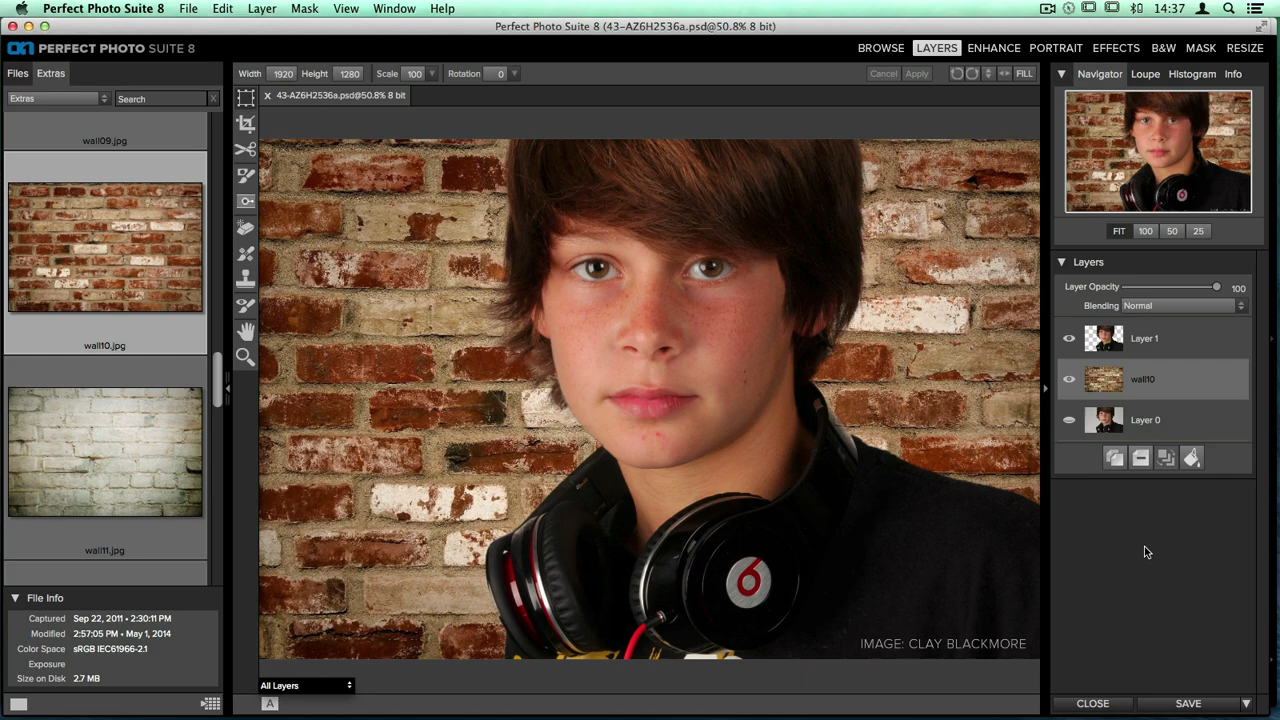 Perfect Photo Suite 8 File Edit Layer Mask View Window Help 14:37
Perfect Photo Suite 8 (43-AZ6H2536a.psd@50.8% 8 bit)
on PERFECT PHOTO SUITE 8 BROWSE LAYERS ENHANCE PORTRAIT EFFECTS B&W MASK RESIZE
Files Extras Width 1920 Height 1280 Scale 100 Rotation 0 Cancel Apply FILL Navigator Loupe Histogram Info
Extras Search X
X 43-AZ6H2536a.psd@50.8% 8 bit
wall09.jpg
FIT 100 50 25
Layers
Layer Opacity 100
Blending Normal
Layer 1
wall10.jpg
wall10
Layer 0
wall11.jpg
File Info
Captured Sep 22, 2011 • 2:30:11 PM
Modified 2:57:05 PM • May 1, 2014
Color Space sRGB IEC61966-2.1
Exposure
Size on Disk 2.7 MB
IMAGE: CLAY BLACKMORE
All Layers
A
CLOSE SAVE